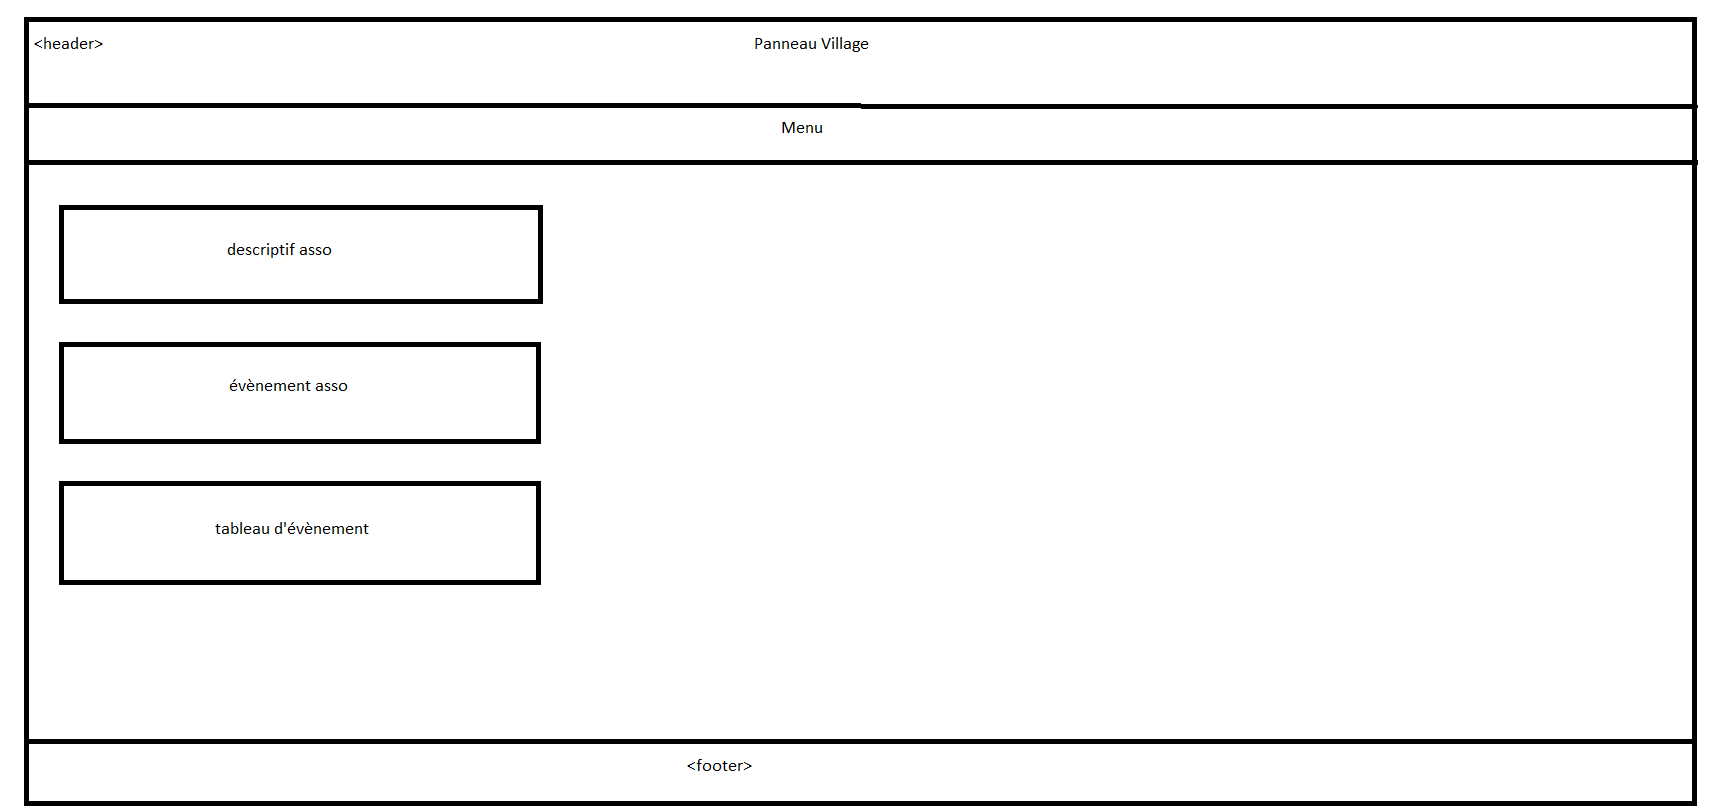 <header>
Panneau Village
Menu
descriptif asso
évènement asso
tableau d'évènement
<footer>